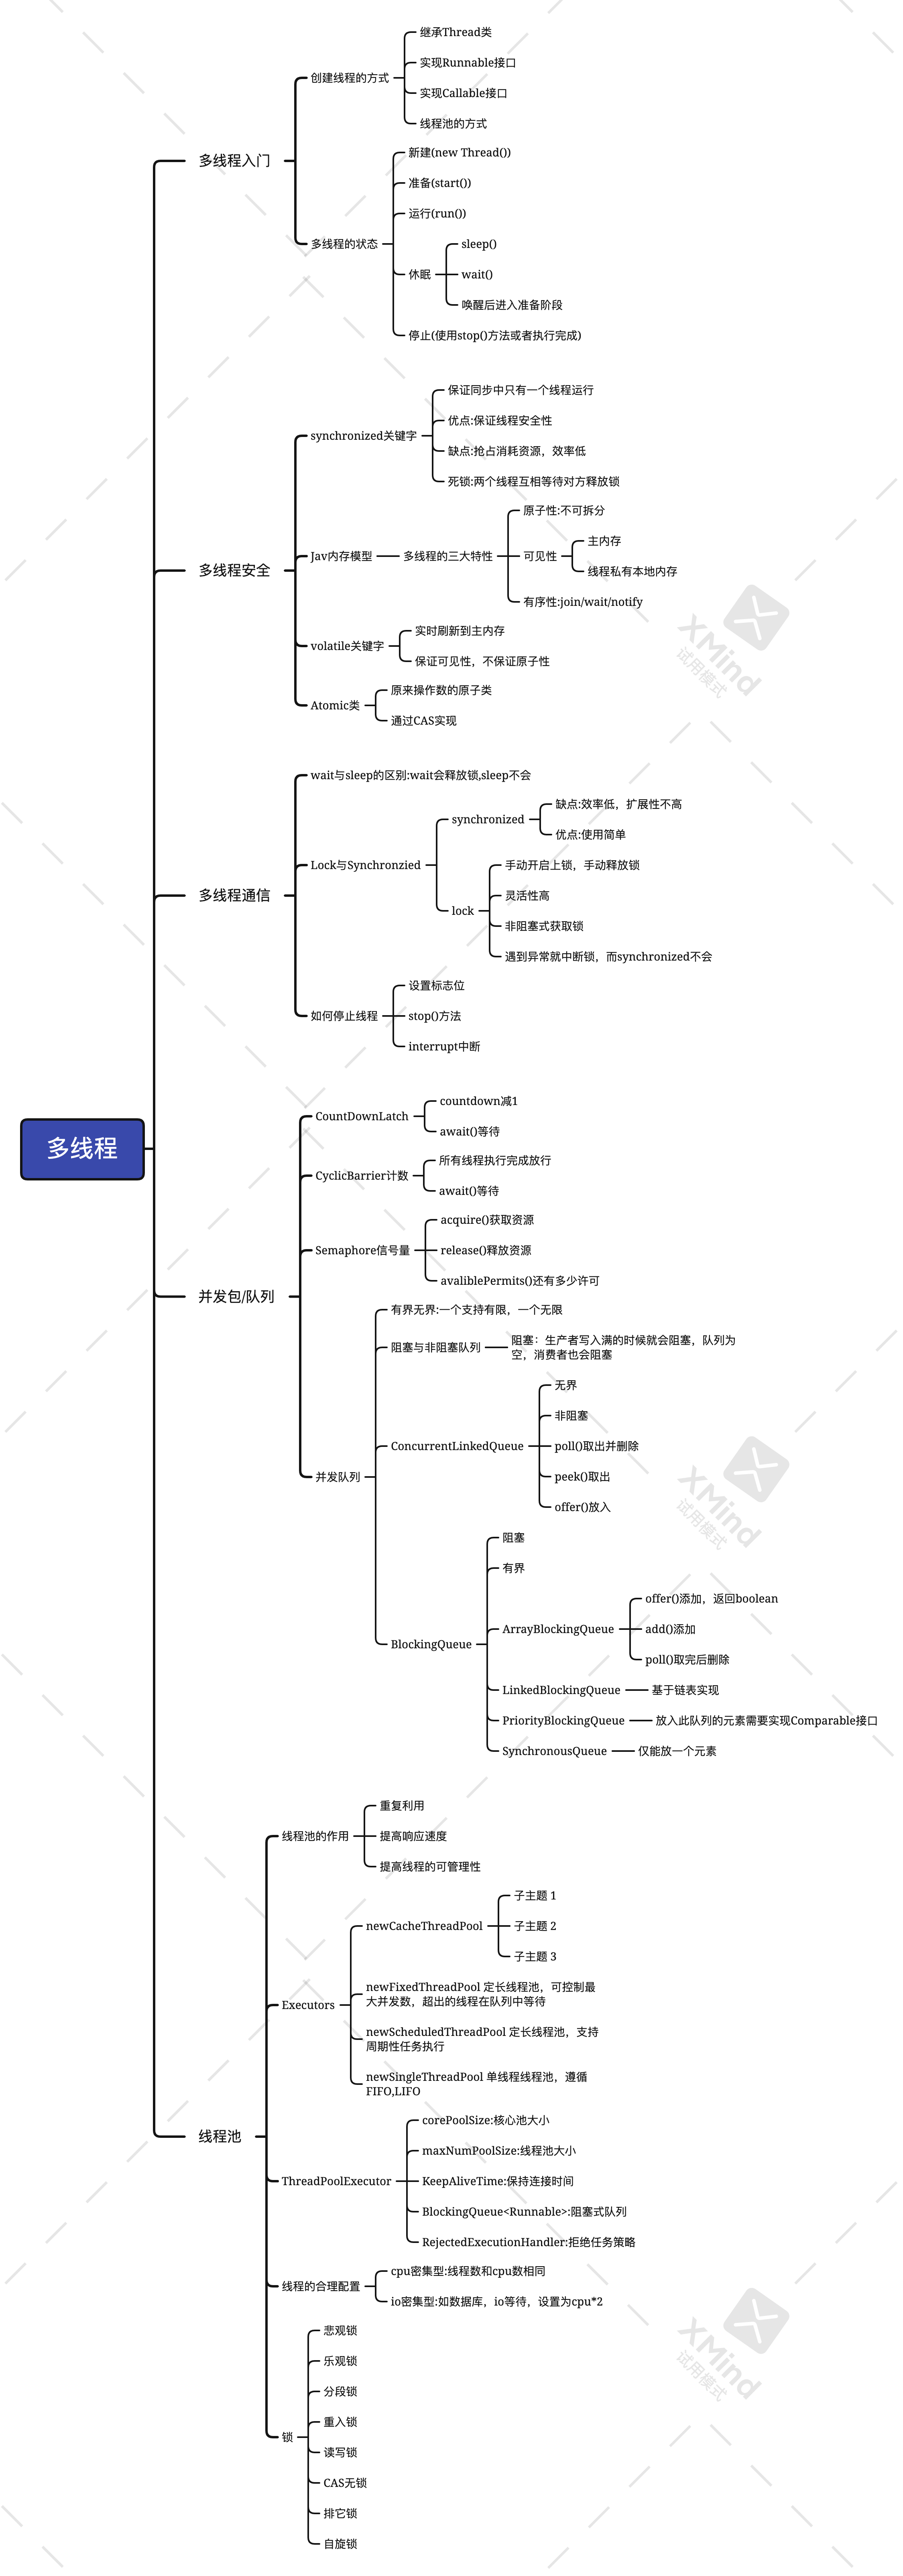 多线程
多线程入门
创建线程的方式
继承Thread类
实现Runnable接口
实现Callable接口
线程池的方式
多线程的状态
新建(new Thread())
准备(start())
运行(run())
休眠
sleep()
wait()
唤醒后进入准备阶段
停止(使用stop()方法或者执行完成)
多线程安全
synchronized关键字
保证同步中只有一个线程运行
优点:保证线程安全性
缺点:抢占消耗资源，效率低
死锁:两个线程互相等待对方释放锁
Jav内存模型
多线程的三大特性
原子性:不可拆分
可见性
主内存
线程私有本地内存
有序性:join/wait/notify
volatile关键字
实时刷新到主内存
保证可见性，不保证原子性
Atomic类
原来操作数的原子类
通过CAS实现
多线程通信
wait与sleep的区别:wait会释放锁,sleep不会
Lock与Synchronzied
synchronized
缺点:效率低，扩展性不高
优点:使用简单
lock
手动开启上锁，手动释放锁
灵活性高
非阻塞式获取锁
遇到异常就中断锁，而synchronized不会
如何停止线程
设置标志位
stop()方法
interrupt中断
并发包/队列
CountDownLatch
countdown减1
await()等待
CyclicBarrier计数
所有线程执行完成放行
await()等待
Semaphore信号量
acquire()获取资源
release()释放资源
avaliblePermits()还有多少许可
并发队列
有界无界:一个支持有限，一个无限
阻塞与非阻塞队列
阻塞：生产者写入满的时候就会阻塞，队列为
空，消费者也会阻塞
ConcurrentLinkedQueue
无界
非阻塞
poll()取出并删除
peek()取出
offer()放入
BlockingQueue
阻塞
有界
ArrayBlockingQueue
offer()添加，返回boolean
add()添加
poll()取完后删除
LinkedBlockingQueue
基于链表实现
PriorityBlockingQueue
放入此队列的元素需要实现Comparable接口
SynchronousQueue
仅能放一个元素
线程池
线程池的作用
重复利用
提高响应速度
提高线程的可管理性
Executors
newCacheThreadPool
子主题 1
子主题 2
子主题 3
newFixedThreadPool 定长线程池，可控制最
大并发数，超出的线程在队列中等待
newScheduledThreadPool 定长线程池，支持
周期性任务执行
newSingleThreadPool 单线程线程池，遵循
FIFO,LIFO
ThreadPoolExecutor
corePoolSize:核心池大小
maxNumPoolSize:线程池大小
KeepAliveTime:保持连接时间
BlockingQueue<Runnable>:阻塞式队列
RejectedExecutionHandler:拒绝任务策略
线程的合理配置
cpu密集型:线程数和cpu数相同
io密集型:如数据库，io等待，设置为cpu*2
锁
悲观锁
乐观锁
分段锁
重入锁
读写锁
CAS无锁
排它锁
自旋锁
XMind
试用模式
XMind
试用模式
XMind
试用模式